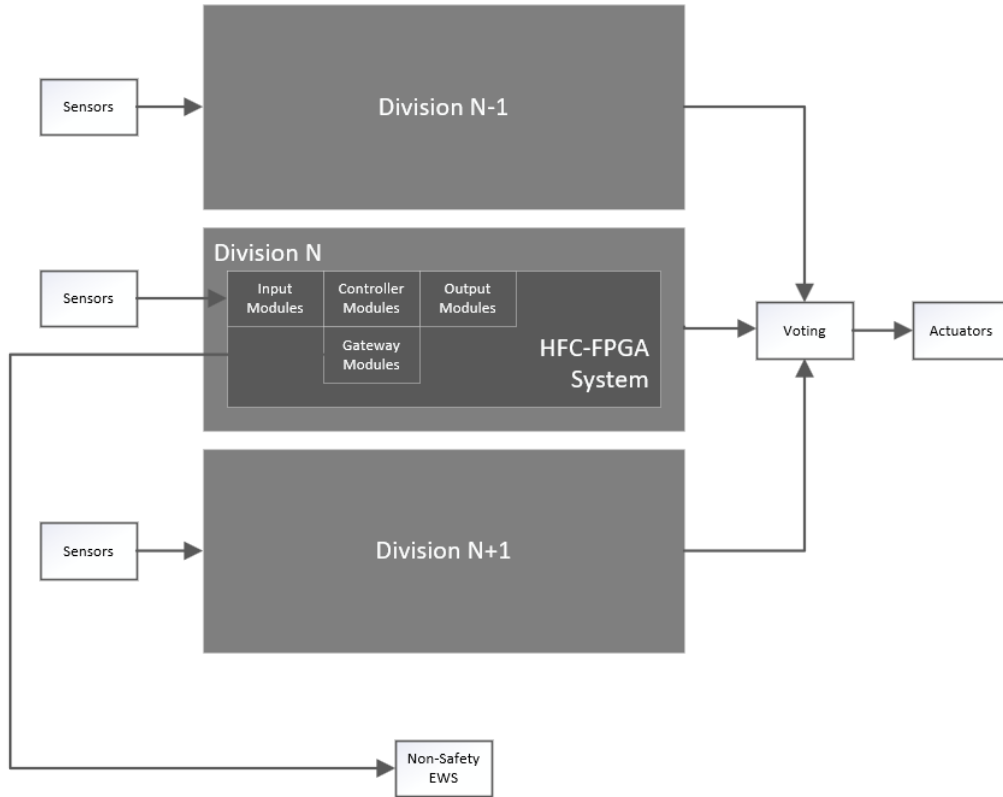 Sensors
Division N-1
Division N
Sensors
Input
Modules
Controller
Modules
Output
Modules
Gateway
Modules
HFC-FPGA
System
Voting
Actuators
Sensors
Division N+1
Non-Safety
EWS